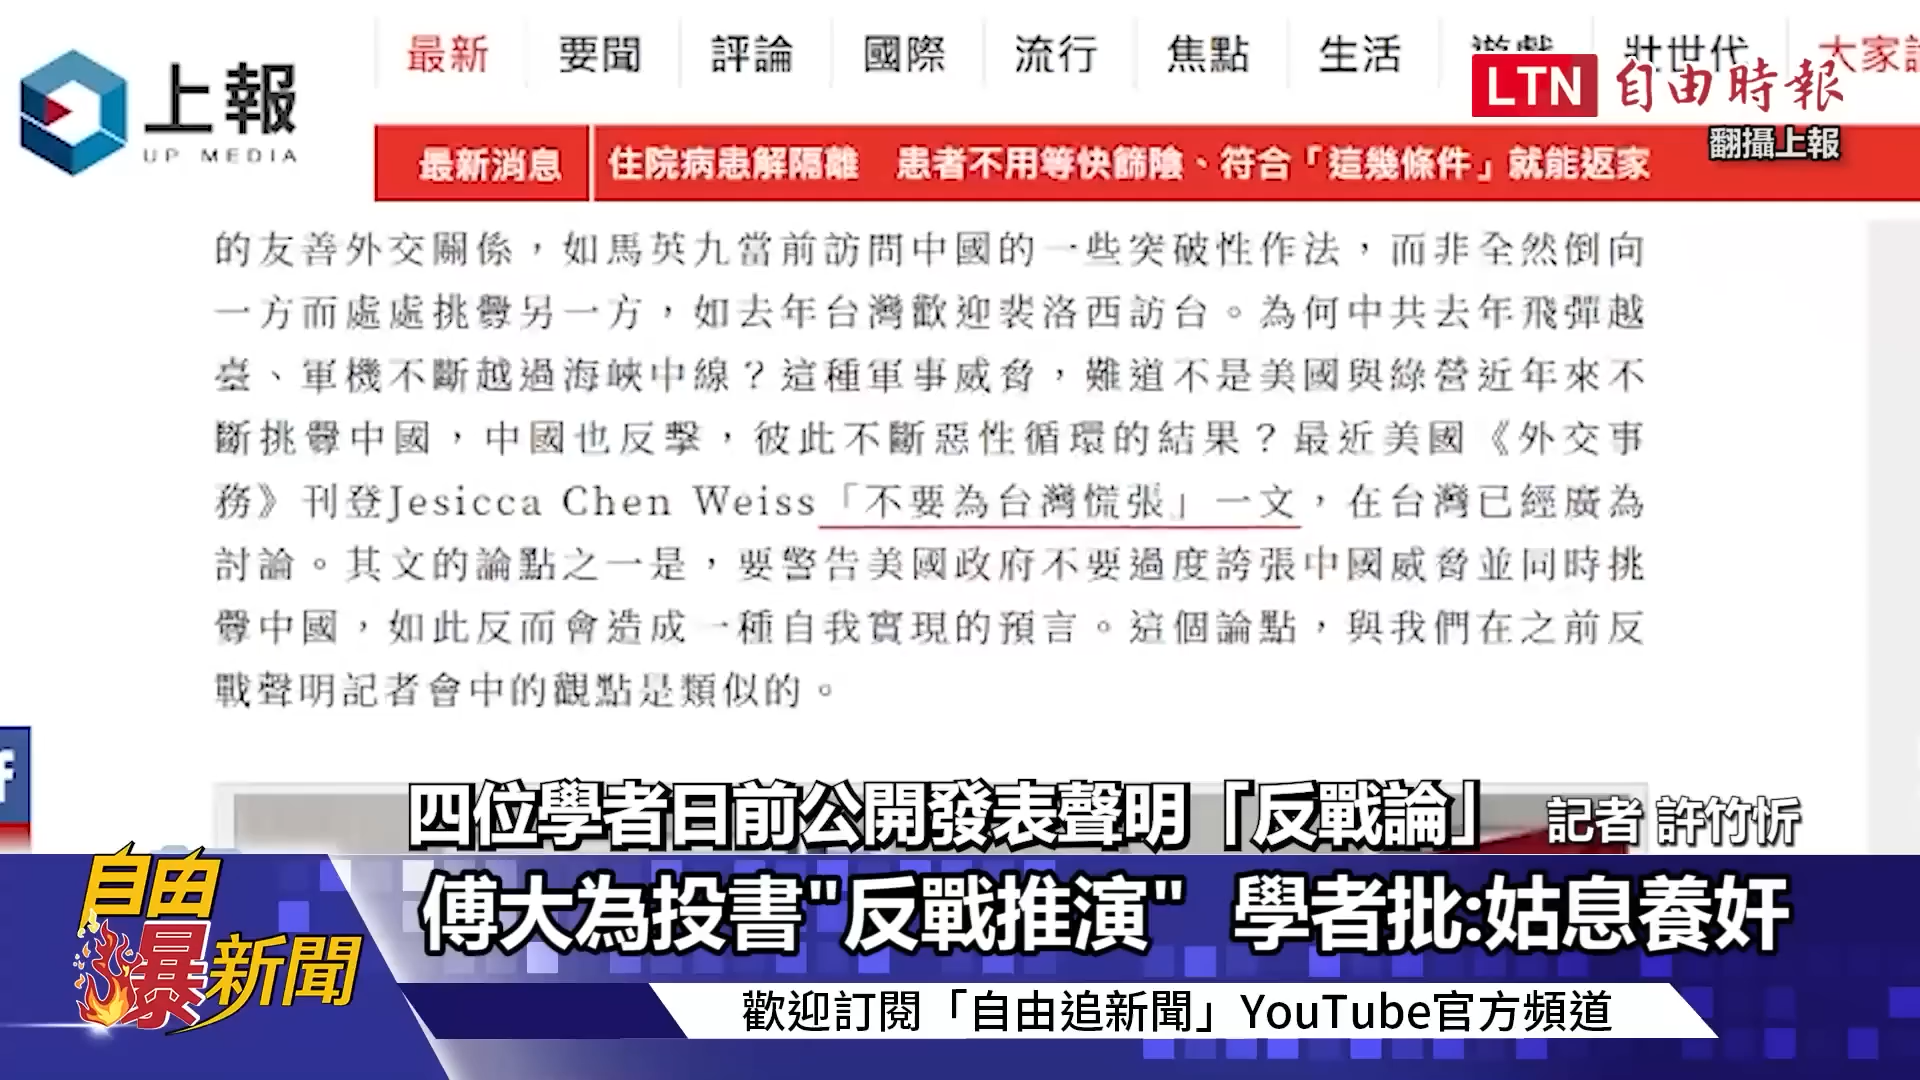 上報
UP MEDIA
最新 要聞 評論 國際 流行 焦點 生活 遊戲 壯世代
LTN 自由時報
翻攝上報
最新消息 住院病患解隔離 患者不用等快篩陰、符合「這幾條件」就能返家
的友善外交關係，如馬英九當前訪問中國的一些突破性作法，而非全然倒向
一方而處處挑釁另一方，如去年台灣歡迎裴洛西訪台。為何中共去年飛彈越
臺、軍機不斷越過海峽中線？這種軍事威脅，難道不是美國與綠營近年來不
斷挑釁中國，中國也反擊，彼此不斷惡性循環的結果？最近美國《外交事
務》刊登Jesicca Chen Weiss「不要為台灣慌張」一文，在台灣已經廣為
討論。其文的論點之一是，要警告美國政府不要過度誇張中國威脅並同時挑
釁中國，如此反而會造成一種自我實現的預言。這個論點，與我們在之前反
戰聲明記者會中的觀點是類似的。
f
四位學者日前公開發表聲明「反戰論」 記者 許竹忻
自由爆新聞
傅大為投書"反戰推演" 學者批:姑息養奸
歡迎訂閱「自由追新聞」YouTube官方頻道